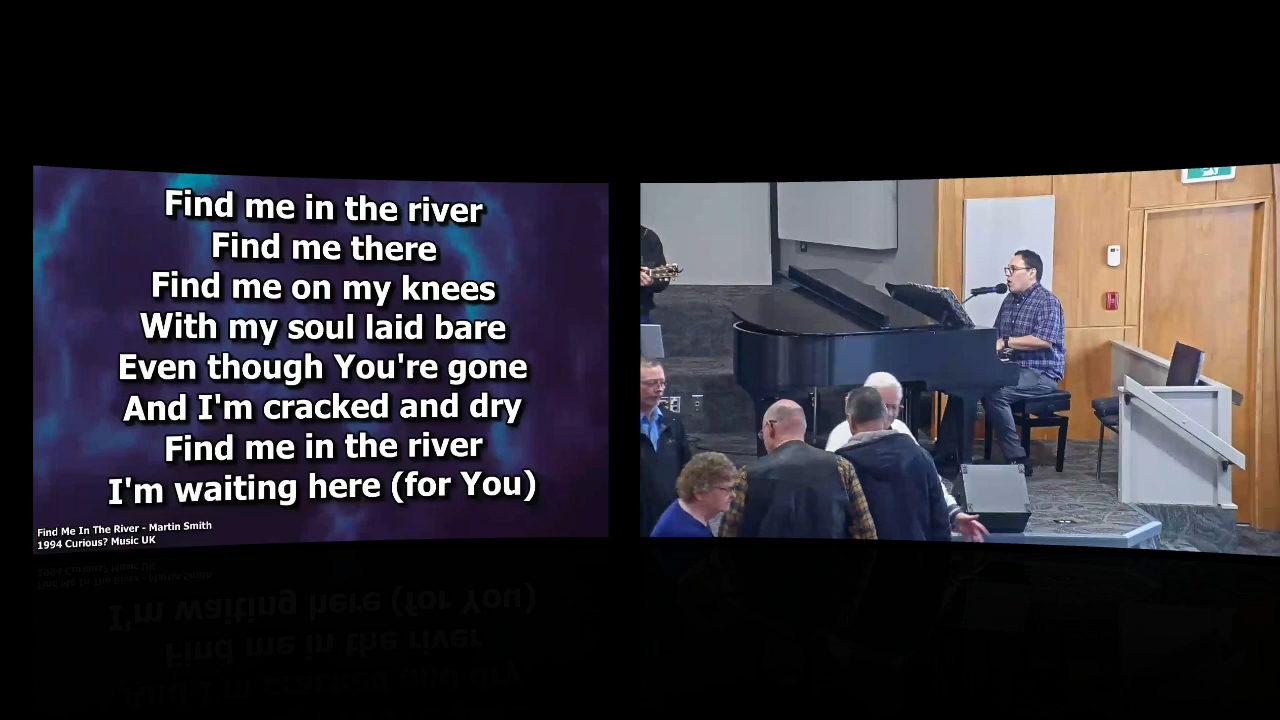 Find me in the river
Find me there
Find me on my knees
With my soul laid bare
Even though You're gone
And I'm cracked and dry
Find me in the river
I'm waiting here (for You)
Find Me In The River - Martin Smith
1994 Curious? Music UK